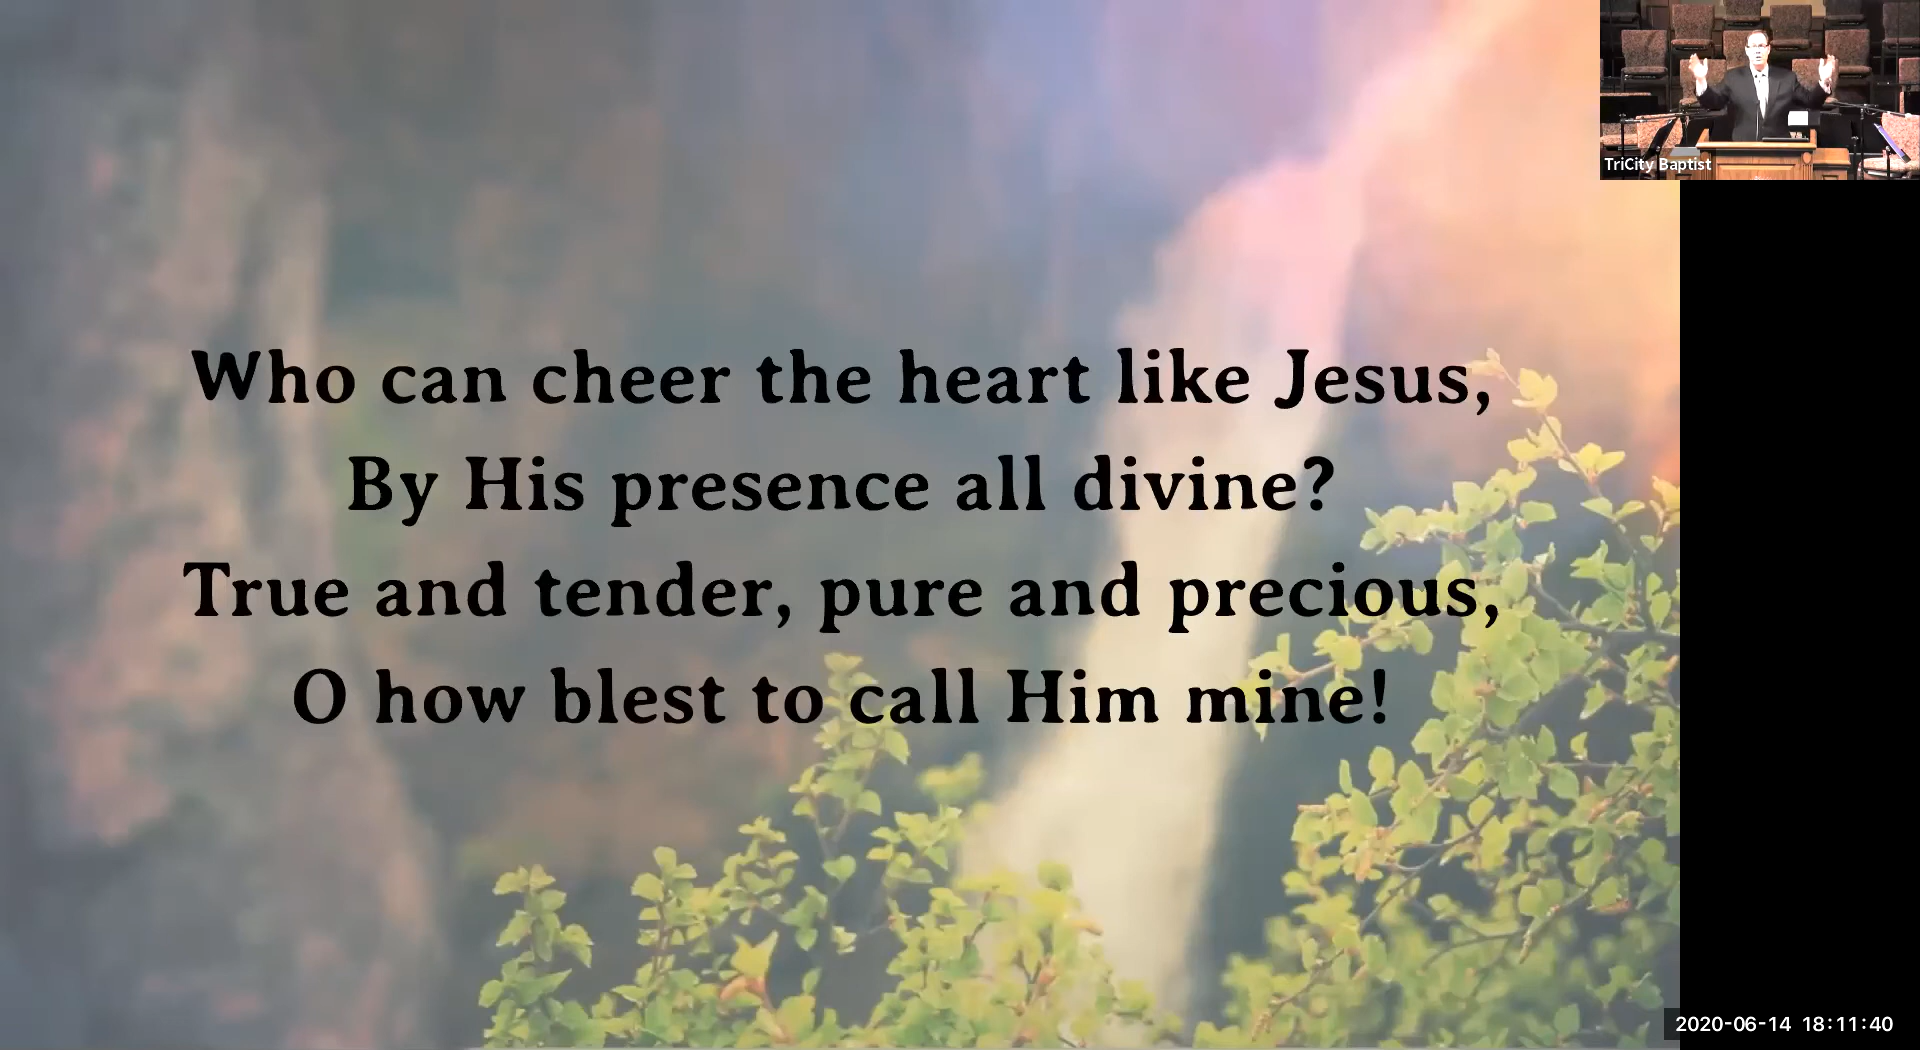 Who can cheer the heart like Jesus,
By His presence all divine?
True and tender, pure and precious,
O how blest to call Him mine!
TriCity Baptist
2020-06-14 18:11:40